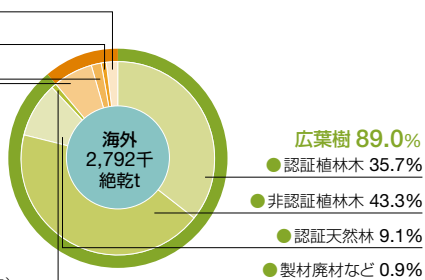 海外
2,792千
絶乾t
広葉樹 89.0%
●認証植林木 35.7%
●非認証植林木 43.3%
●認証天然林 9.1%
●製材廃材など 0.9%